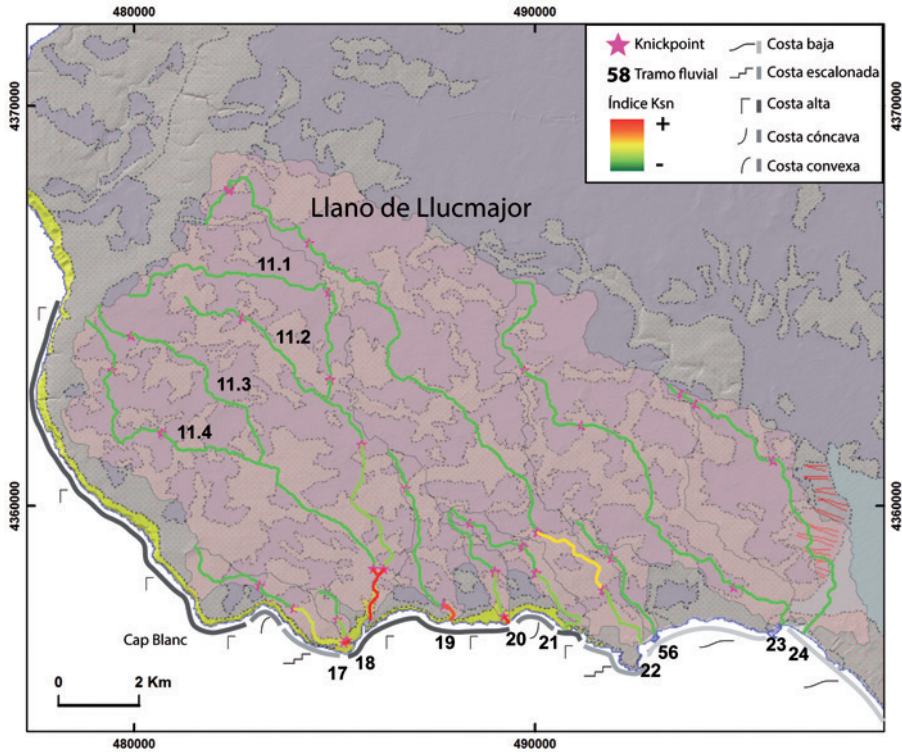 480000
490000
4370000
4370000
Knickpoint
58 Tramo fluvial
Índice Ksn
+
-
Costa baja
Costa escalonada
Costa alta
Costa cóncava
Costa convexa
Llano de Llucmajor
11.1
11.2
11.3
11.4
4360000
4360000
Cap Blanc
17
18
19
20
21
22
56
23
24
0
2 Km
480000
490000